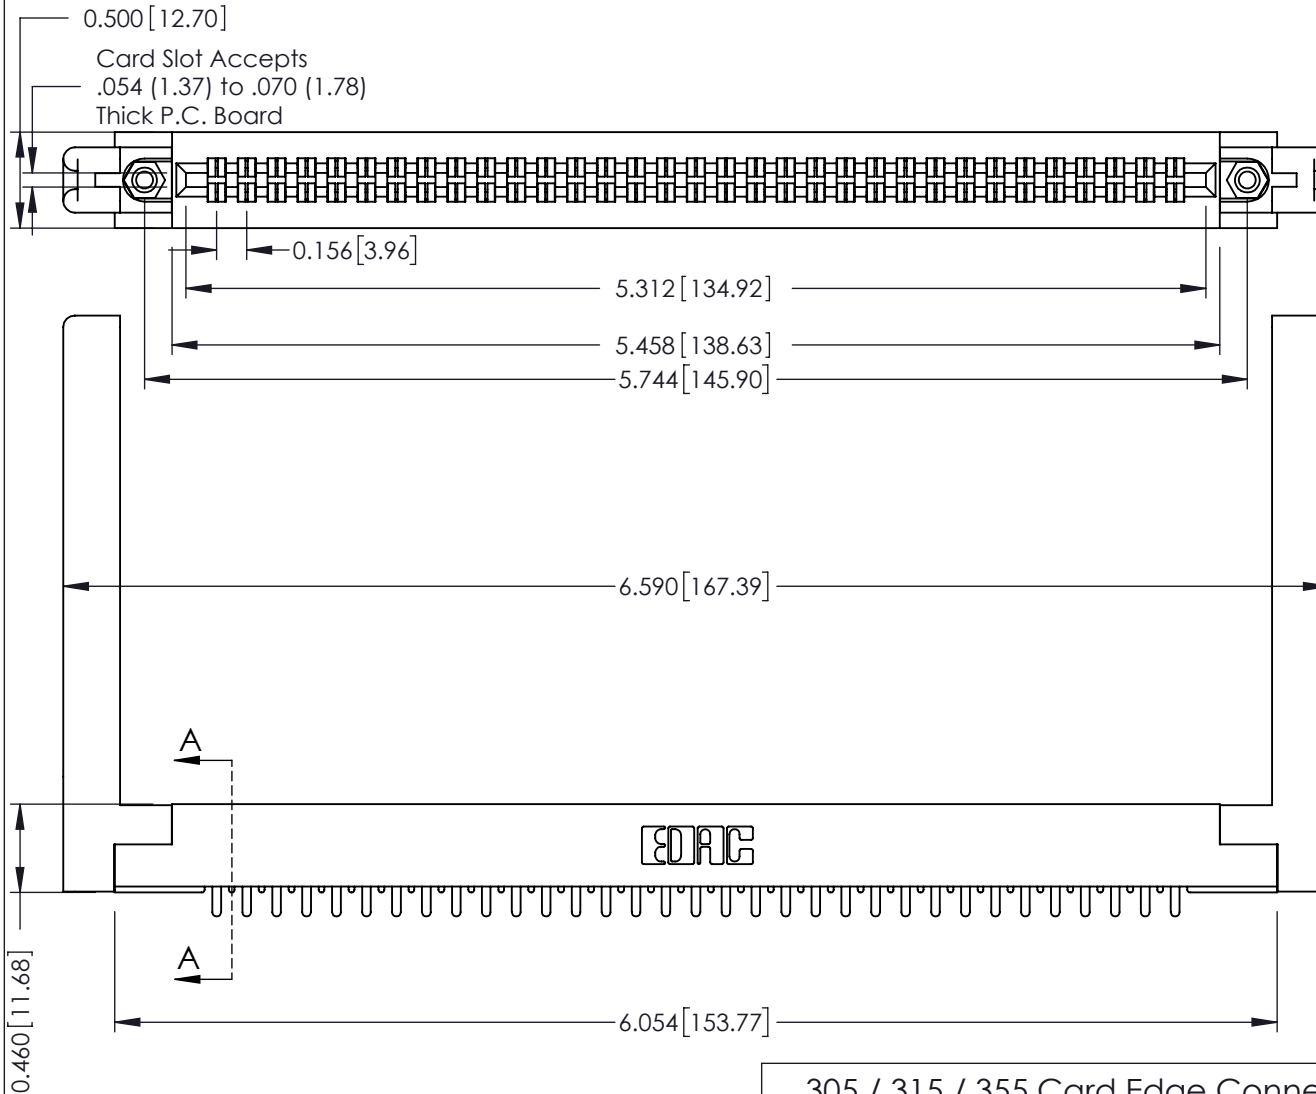 0.500[12.70]
Card Slot Accepts
.054 (1.37) to .070 (1.78)
Thick P.C. Board
0.156[3.96]
5.312[134.92]
5.458[138.63]
5.744[145.90]
6.590[167.39]
A
EDAC
A
0.460[11.68]
6.054[153.77]
305 / 315 / 355 Card Edge